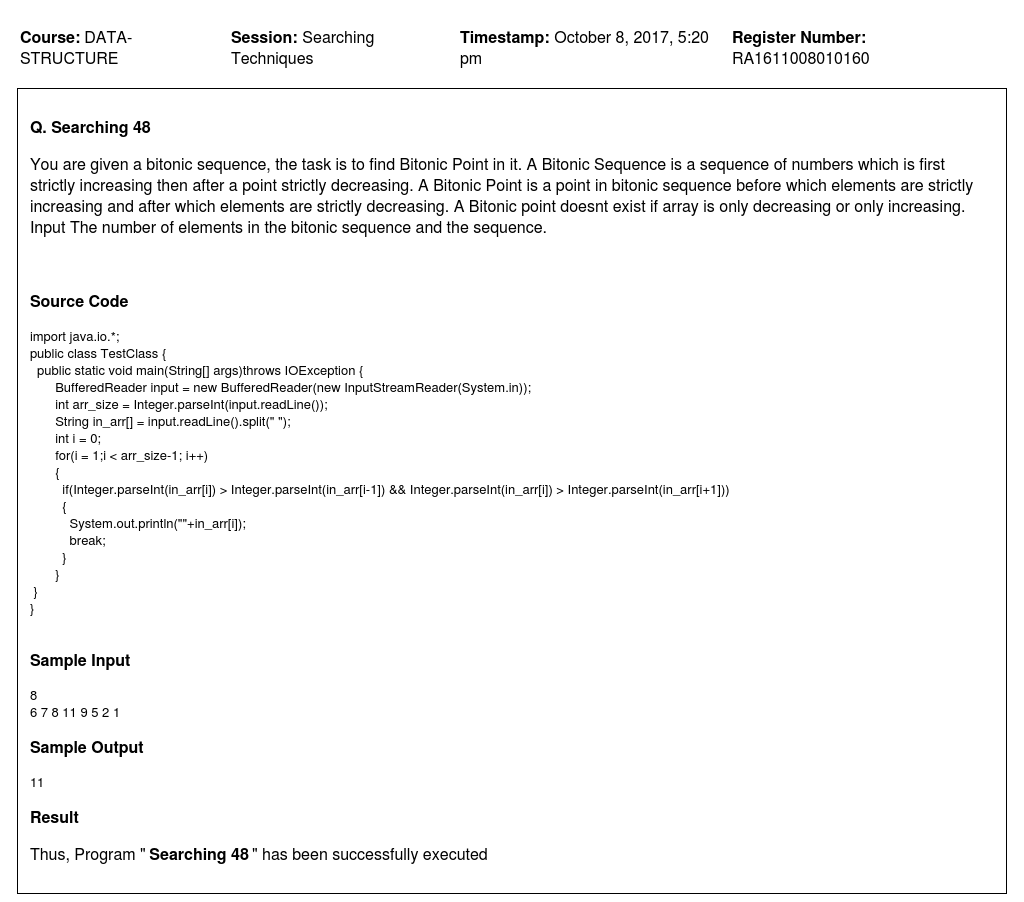 Course: DATA-
STRUCTURE
Session: Searching
Techniques
Timestamp: October 8, 2017, 5:20
pm
Register Number:
RA1611008010160
Q. Searching 48
You are given a bitonic sequence, the task is to find Bitonic Point in it. A Bitonic Sequence is a sequence of numbers which is first
strictly increasing then after a point strictly decreasing. A Bitonic Point is a point in bitonic sequence before which elements are strictly
increasing and after which elements are strictly decreasing. A Bitonic point doesnt exist if array is only decreasing or only increasing.
Input The number of elements in the bitonic sequence and the sequence.
Source Code
import java.io.*;
public class TestClass {
  public static void main(String[] args)throws IOException {
       BufferedReader input = new BufferedReader(new InputStreamReader(System.in));
       int arr_size = Integer.parseInt(input.readLine());
       String in_arr[] = input.readLine().split(" ");
       int i = 0;
       for(i = 1;i < arr_size-1; i++)
       {
         if(Integer.parseInt(in_arr[i]) > Integer.parseInt(in_arr[i-1]) && Integer.parseInt(in_arr[i]) > Integer.parseInt(in_arr[i+1]))
         {
           System.out.println(""+in_arr[i]);
           break;
         }
       }
 }
}
Sample Input
8
6 7 8 11 9 5 2 1
Sample Output
11
Result
Thus, Program " Searching 48 " has been successfully executed